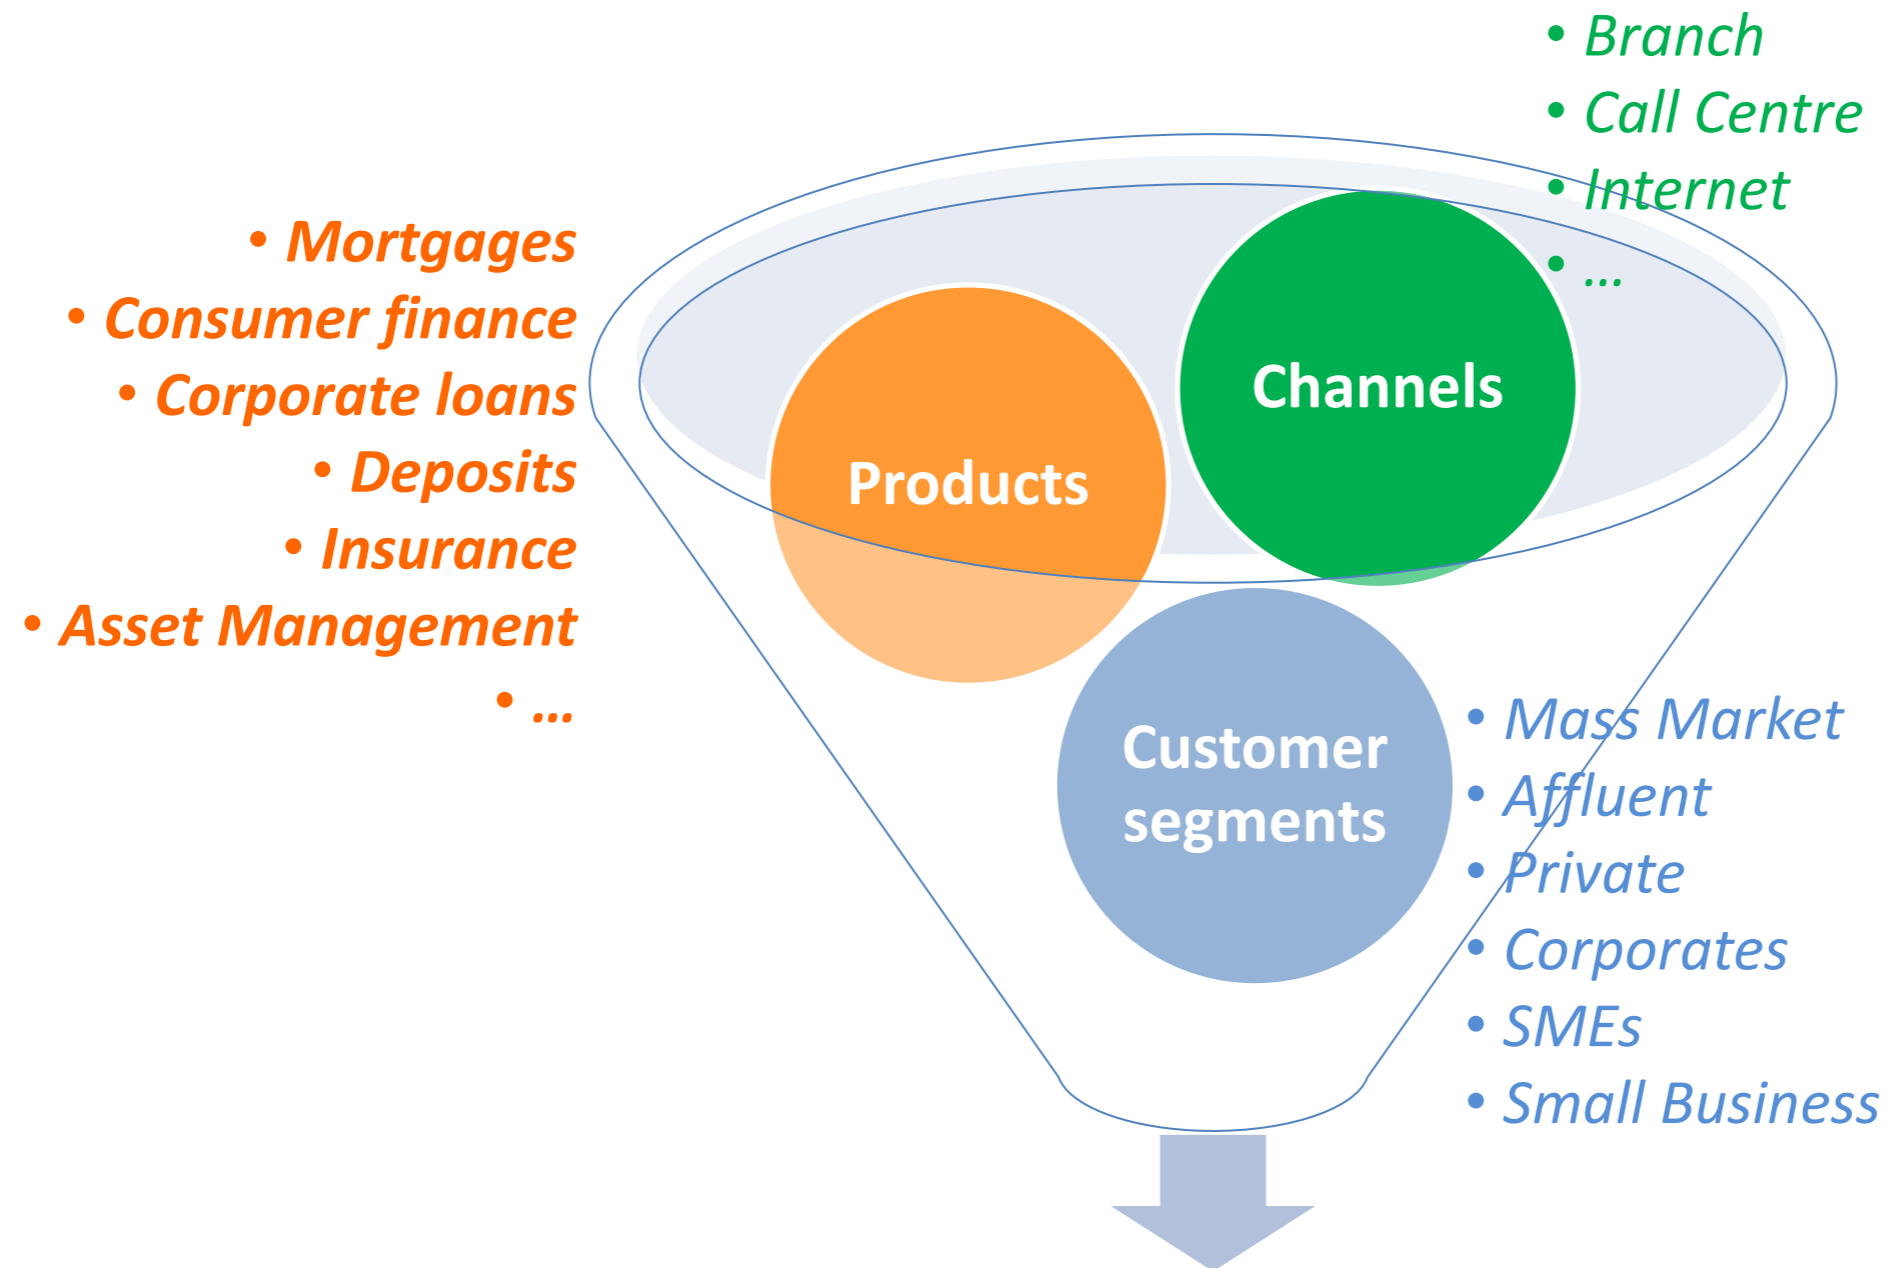 • Branch
• Call Centre
• Internet
• ...
• Mortgages
• Consumer finance
• Corporate loans
• Deposits
• Insurance
• Asset Management
• ...
Channels
Products
Customer
segments
• Mass Market
• Affluent
• Private
• Corporates
• SMEs
• Small Business